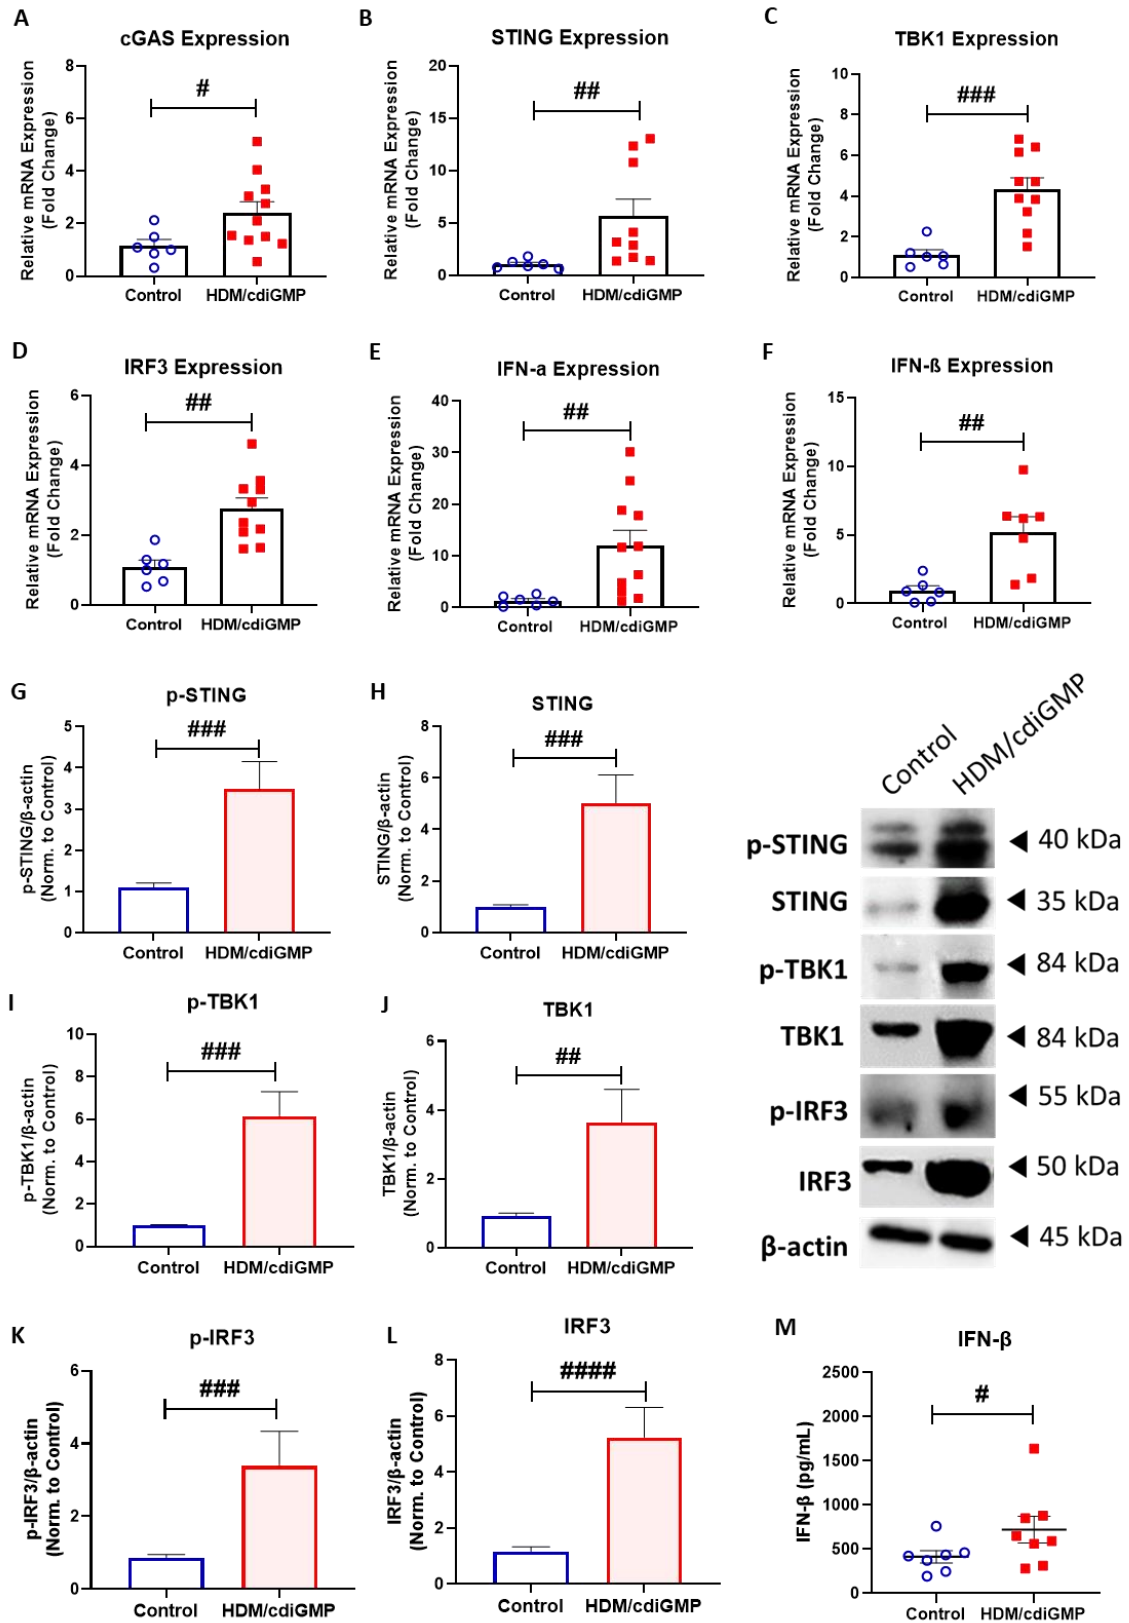 A
cGAS Expression
Relative mRNA Expression
(Fold Change)
8
6
4
2
0
#
Control
HDM/cdiGMP
B
STING Expression
Relative mRNA Expression
(Fold Change)
20
15
10
5
0
##
Control
HDM/cdiGMP
C
TBK1 Expression
Relative mRNA Expression
(Fold Change)
10
8
6
4
2
0
###
Control
HDM/cdiGMP
D
IRF3 Expression
Relative mRNA Expression
(Fold Change)
6
4
2
0
##
Control
HDM/cdiGMP
E
IFN-a Expression
Relative mRNA Expression
(Fold Change)
40
30
20
10
0
##
Control
HDM/cdiGMP
F
IFN-ß Expression
Relative mRNA Expression
(Fold Change)
15
10
5
0
##
Control
HDM/cdiGMP
G
p-STING
p-STING/β-actin
(Norm. to Control)
5
4
3
2
1
0
###
Control
HDM/cdiGMP
H
STING
STING/β-actin
(Norm. to Control)
8
6
4
2
0
###
Control
HDM/cdiGMP
Control
HDM/cdiGMP
p-STING ◄ 40 kDa
STING ◄ 35 kDa
p-TBK1 ◄ 84 kDa
TBK1 ◄ 84 kDa
p-IRF3 ◄ 55 kDa
IRF3 ◄ 50 kDa
β-actin ◄ 45 kDa
I
p-TBK1
p-TBK1/β-actin
(Norm. to Control)
10
8
6
4
2
0
###
Control
HDM/cdiGMP
J
TBK1
TBK1/β-actin
(Norm. to Control)
6
4
2
0
##
Control
HDM/cdiGMP
K
p-IRF3
p-IRF3/β-actin
(Norm. to Control)
6
4
2
0
###
Control
HDM/cdiGMP
L
IRF3
IRF3/β-actin
(Norm. to Control)
8
6
4
2
0
####
Control
HDM/cdiGMP
M
IFN-β
IFN-β (pg/mL)
2500
2000
1500
1000
500
0
#
Control
HDM/cdiGMP